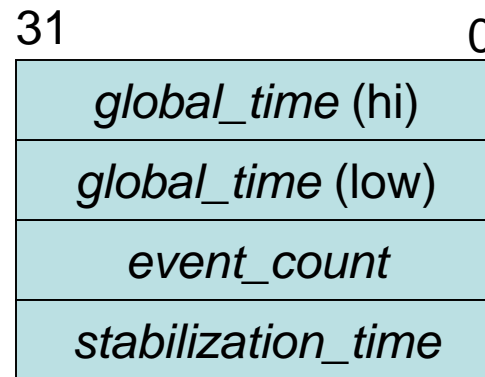 31 0
global_time (hi)
global_time (low)
event_count
stabilization_time